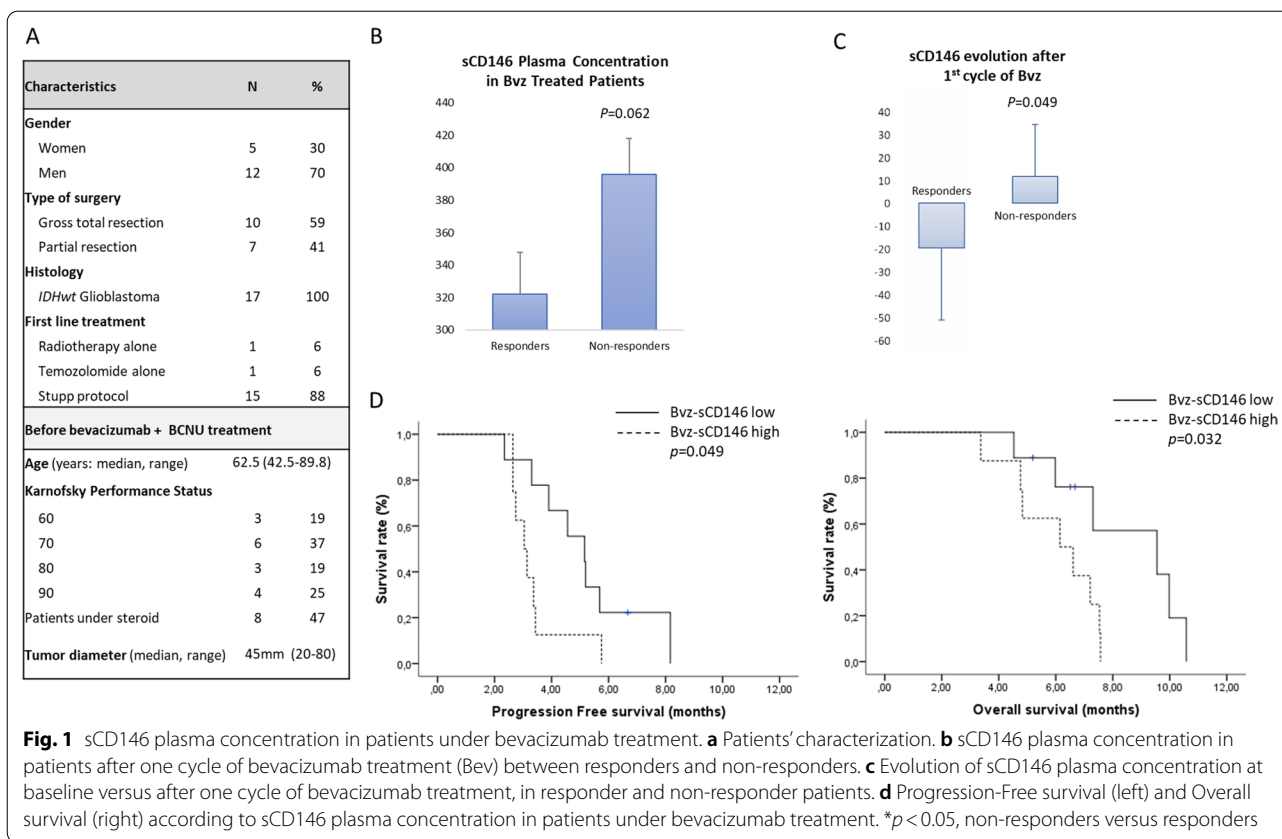 A
Characteristics N %
Gender
Women 5 30
Men 12 70
Type of surgery
Gross total resection 10 59
Partial resection 7 41
Histology
IDHwt Glioblastoma 17 100
First line treatment
Radiotherapy alone 1 6
Temozolomide alone 1 6
Stupp protocol 15 88
Before bevacizumab + BCNU treatment
Age (years: median, range) 62.5 (42.5-89.8)
Karnofsky Performance Status
60 3 19
70 6 37
80 3 19
90 4 25
Patients under steroid 8 47
Tumor diameter (median, range) 45mm (20-80)
B
sCD146 Plasma Concentration
in Bvz Treated Patients
P=0.062
440
420
400
380
360
340
320
300
Responders Non-responders
C
sCD146 evolution after
1st cycle of Bvz
P=0.049
40
30
20
10
0
-10
-20
-30
-40
-50
-60
Responders
Non-responders
D
Bvz-sCD146 low
Bvz-sCD146 high
p=0.049
Survival rate (%)
1,0
0,8
0,6
0,4
0,2
0,0
,00 2,00 4,00 6,00 8,00 10,00 12,00
Progression Free survival (months)
Bvz-sCD146 low
Bvz-sCD146 high
p=0.032
Survival rate (%)
1,0
0,8
0,6
0,4
0,2
0,0
,00 2,00 4,00 6,00 8,00 10,00 12,00
Overall survival (months)
Fig. 1 sCD146 plasma concentration in patients under bevacizumab treatment. a Patients' characterization. b sCD146 plasma concentration in
patients after one cycle of bevacizumab treatment (Bev) between responders and non-responders. c Evolution of sCD146 plasma concentration at
baseline versus after one cycle of bevacizumab treatment, in responder and non-responder patients. d Progression-Free survival (left) and Overall
survival (right) according to sCD146 plasma concentration in patients under bevacizumab treatment. *p < 0.05, non-responders versus responders